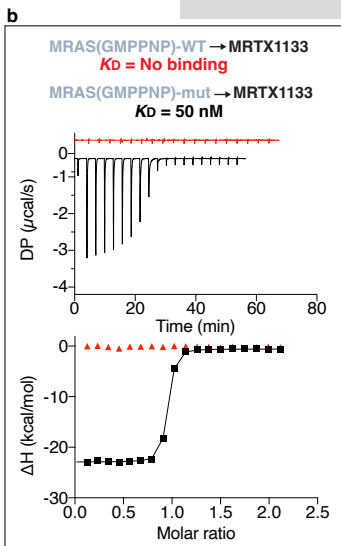 b
MRAS(GMPPNP)-WT → MRTX1133
KD = No binding
MRAS(GMPPNP)-mut → MRTX1133
KD = 50 nM
DP (µcal/s)
0
-1
-2
-3
-4
0 20 40 60 80
Time (min)
ΔH (kcal/mol)
0
-10
-20
-30
0.0 0.5 1.0 1.5 2.0 2.5
Molar ratio